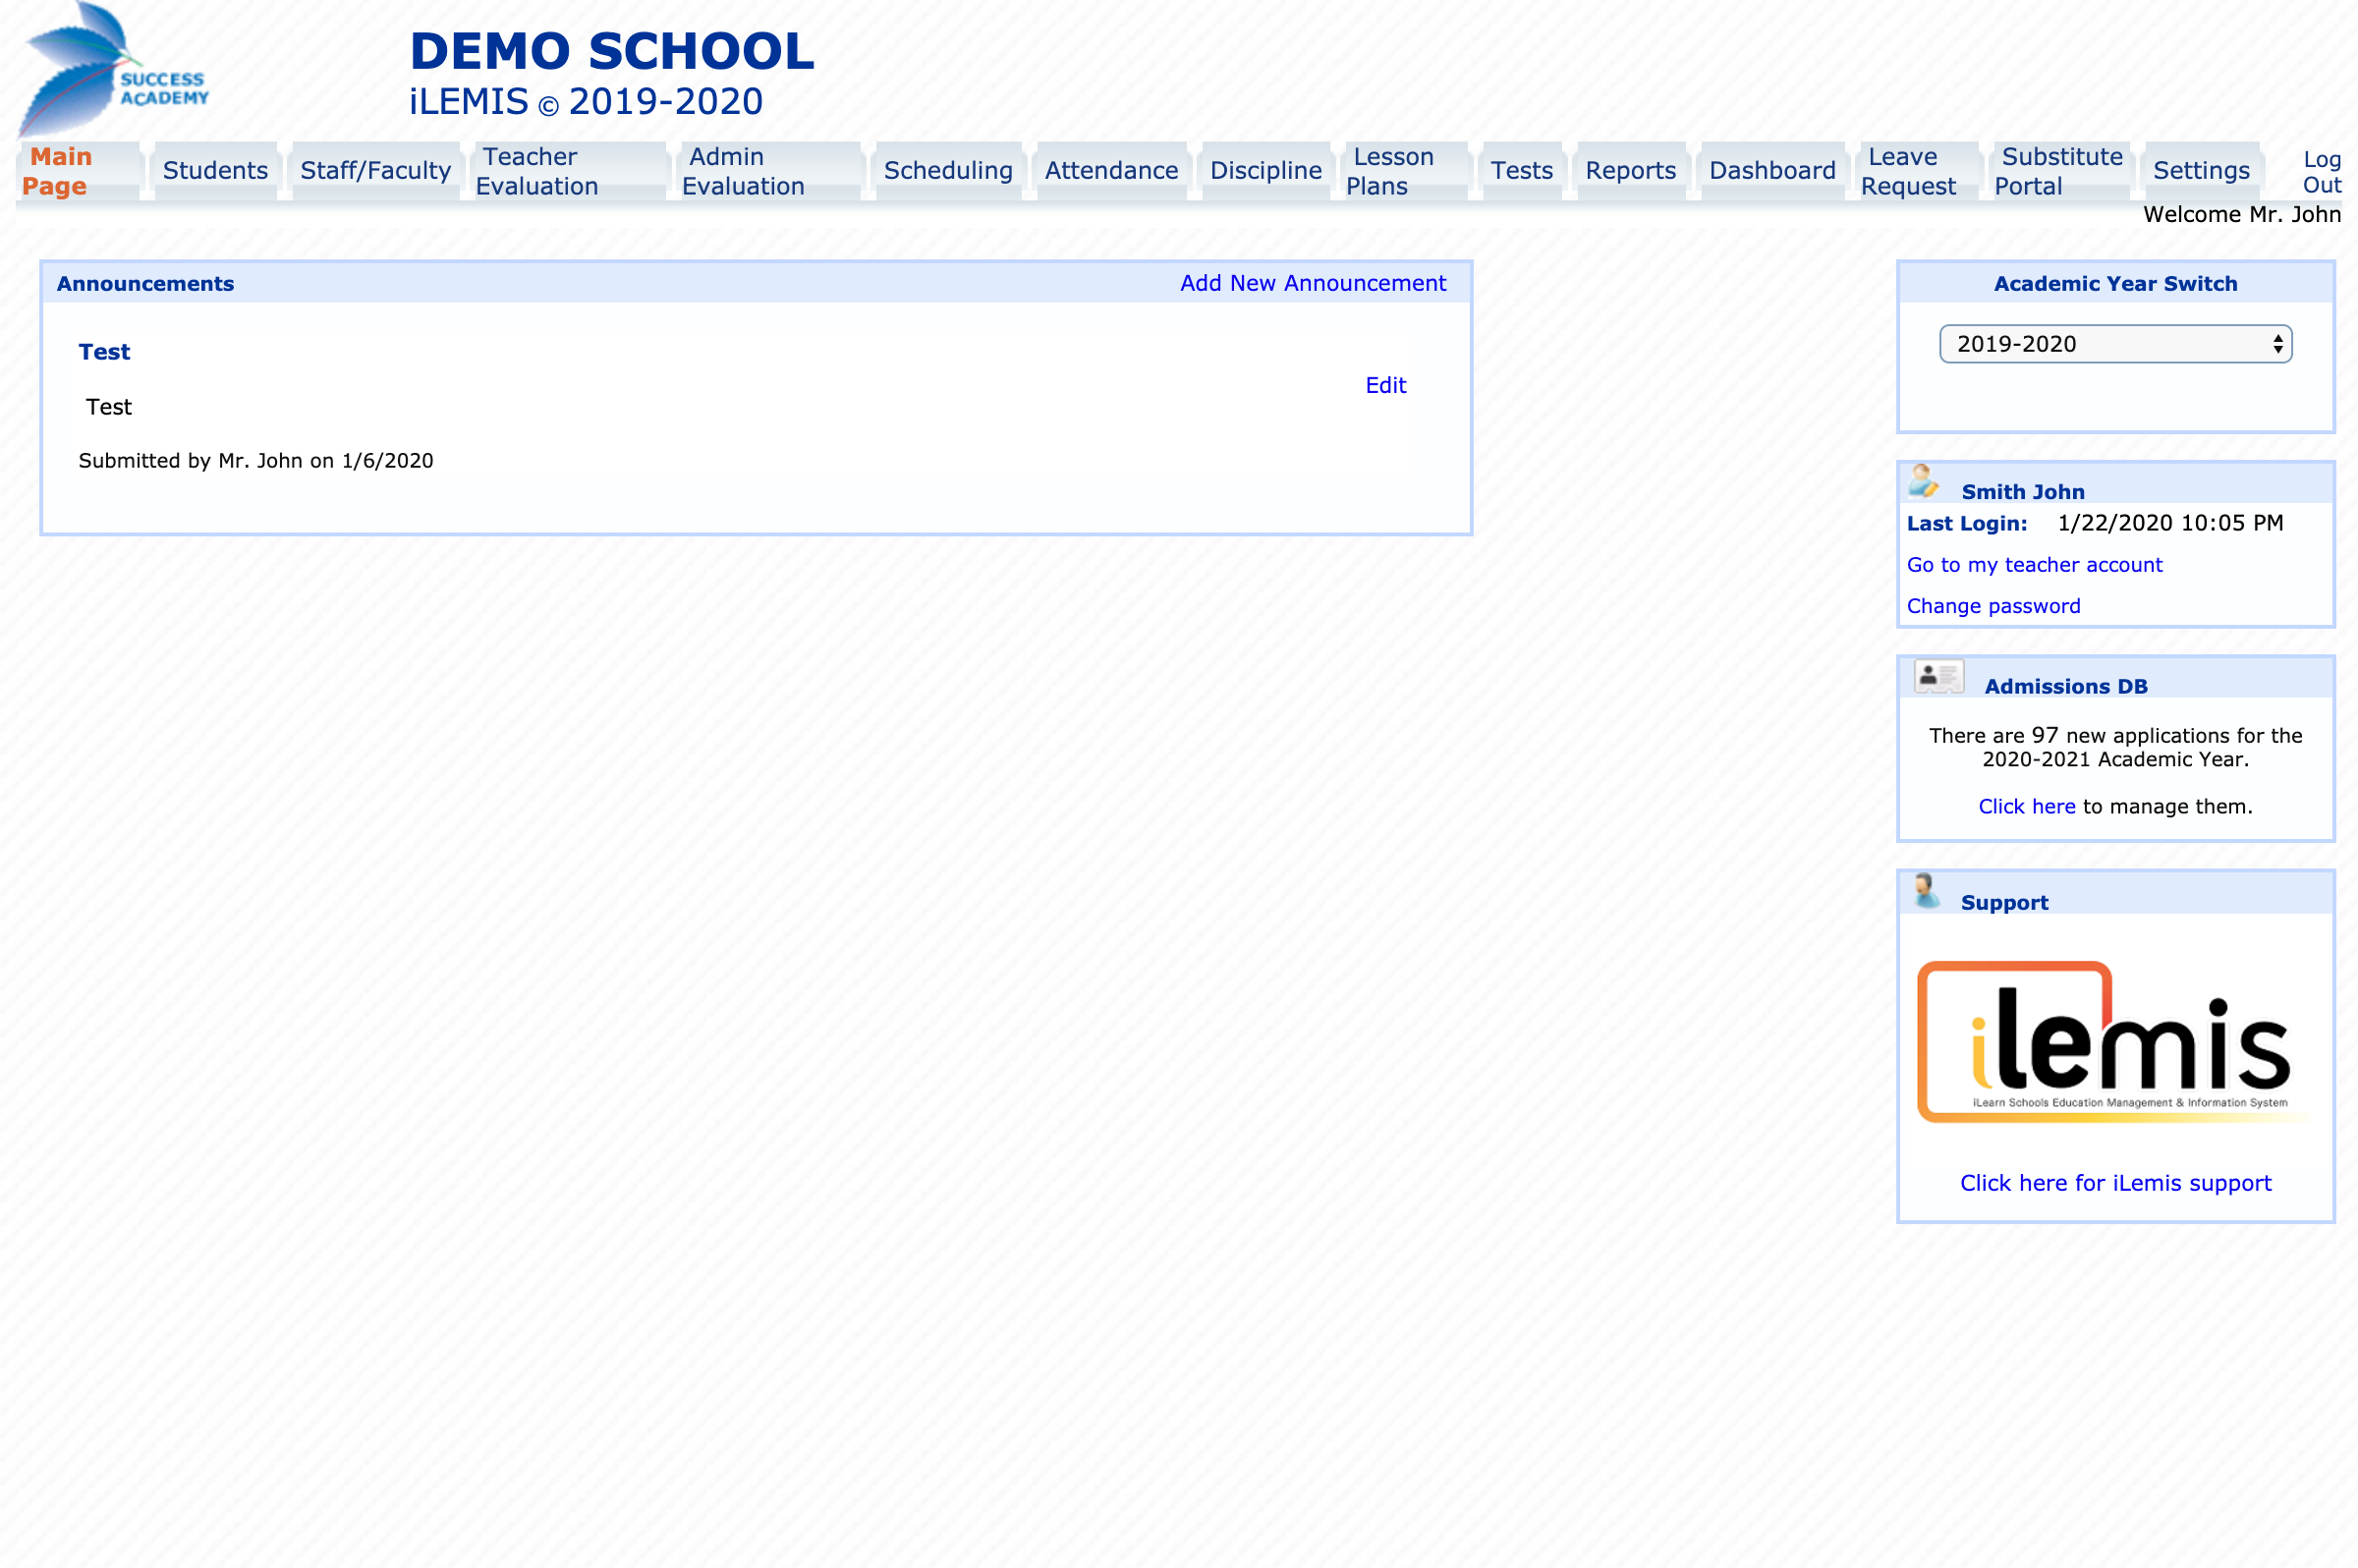 SUCCESS
ACADEMY
DEMO SCHOOL
iLEMIS © 2019-2020
Main Page
Students
Staff/Faculty
Teacher Evaluation
Admin Evaluation
Scheduling
Attendance
Discipline
Lesson Plans
Tests
Reports
Dashboard
Leave Request
Substitute Portal
Settings
Log Out
Welcome Mr. John
Announcements
Add New Announcement
Test
Edit
Test
Submitted by Mr. John on 1/6/2020
Academic Year Switch
2019-2020
Smith John
Last Login: 1/22/2020 10:05 PM
Go to my teacher account
Change password
Admissions DB
There are 97 new applications for the
2020-2021 Academic Year.
Click here to manage them.
Support
ilemis
iLearn Schools Education Management & Information System
Click here for iLemis support